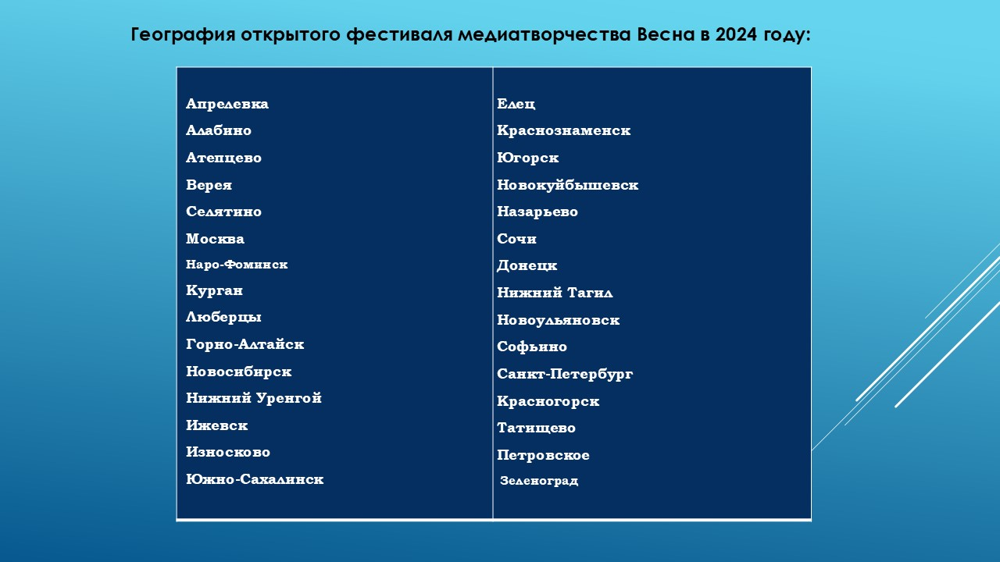 География открытого фестиваля медиатворчества Весна в 2024 году:
Апрелевка
Алабино
Атепцево
Верея
Селятино
Москва
Наро-Фоминск
Курган
Люберцы
Горно-Алтайск
Новосибирск
Нижний Уренгой
Ижевск
Износково
Южно-Сахалинск
Елец
Краснознаменск
Югорск
Новокуйбышевск
Назарьево
Сочи
Донецк
Нижний Тагил
Новоульяновск
Софьино
Санкт-Петербург
Красногорск
Татищево
Петровское
Зеленоград